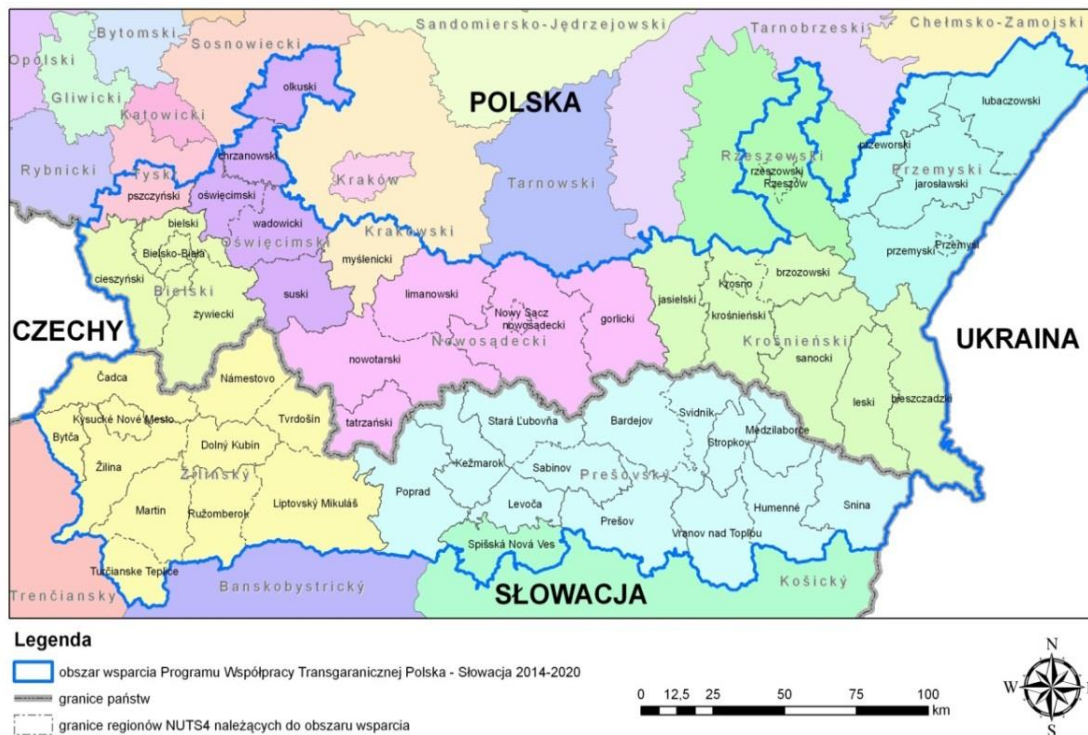 Sandomiersko-Jędrzejowski
Chełmsko-Zamojski
Bytomski
Sosnowiecki
Tarnobrzeski
Opolski
Gliwicki
olkuski
POLSKA
lubaczowski
Katowicki
chrzanowski
przeworski
Rybnicki
Tyski
Kraków
Tarnowski
Rzeszowski
rzeszowski
Rzeszów
Przemyski
jarosławski
pszczyński
oświęcimski
wadowicki
Oświęcimski
Krakowski
bielski
Bielsko-Biała
myślenicki
przemyski
Przemyśl
cieszyński
Bielski
żywiecki
suski
limanowski
Nowy Sącz
nowosądecki
gorlicki
jasielski
Krosno
brzozowski
krośnieński
Krośnieński
CZECHY
UKRAINA
nowotarski
Nowosądecki
sanocki
leski
bieszczadzki
tatrzański
Čadca
Námestovo
Kysucké Nové Mesto
Tvrdošín
Bytča
Dolný Kubín
Žilina
Žilinský
Martin
Ružomberok
Liptovský Mikuláš
Turčianske Teplice
Stará Ľubovňa
Bardejov
Svidník
Medzilaborce
Stropkov
Kežmarok
Sabinov
Prešovský
Poprad
Levoča
Prešov
Humenné
Snina
Vranov nad Topľou
Spišská Nová Ves
Trenčiansky
Banskobystrický
SŁOWACJA
Košický
Legenda
obszar wsparcia Programu Współpracy Transgaranicznej Polska - Słowacja 2014-2020
granice państw
granice regionów NUTS4 należących do obszaru wsparcia
0 12,5 25 50 75 100
km
N
W
E
S